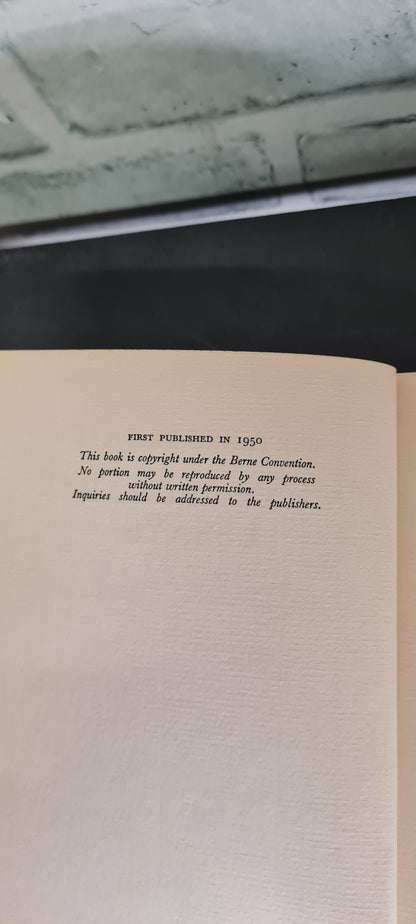 FIRST PUBLISHED IN 1950
This book is copyright under the Berne Convention.
No portion may be reproduced by any process
without written permission.
Inquiries should be addressed to the publishers.